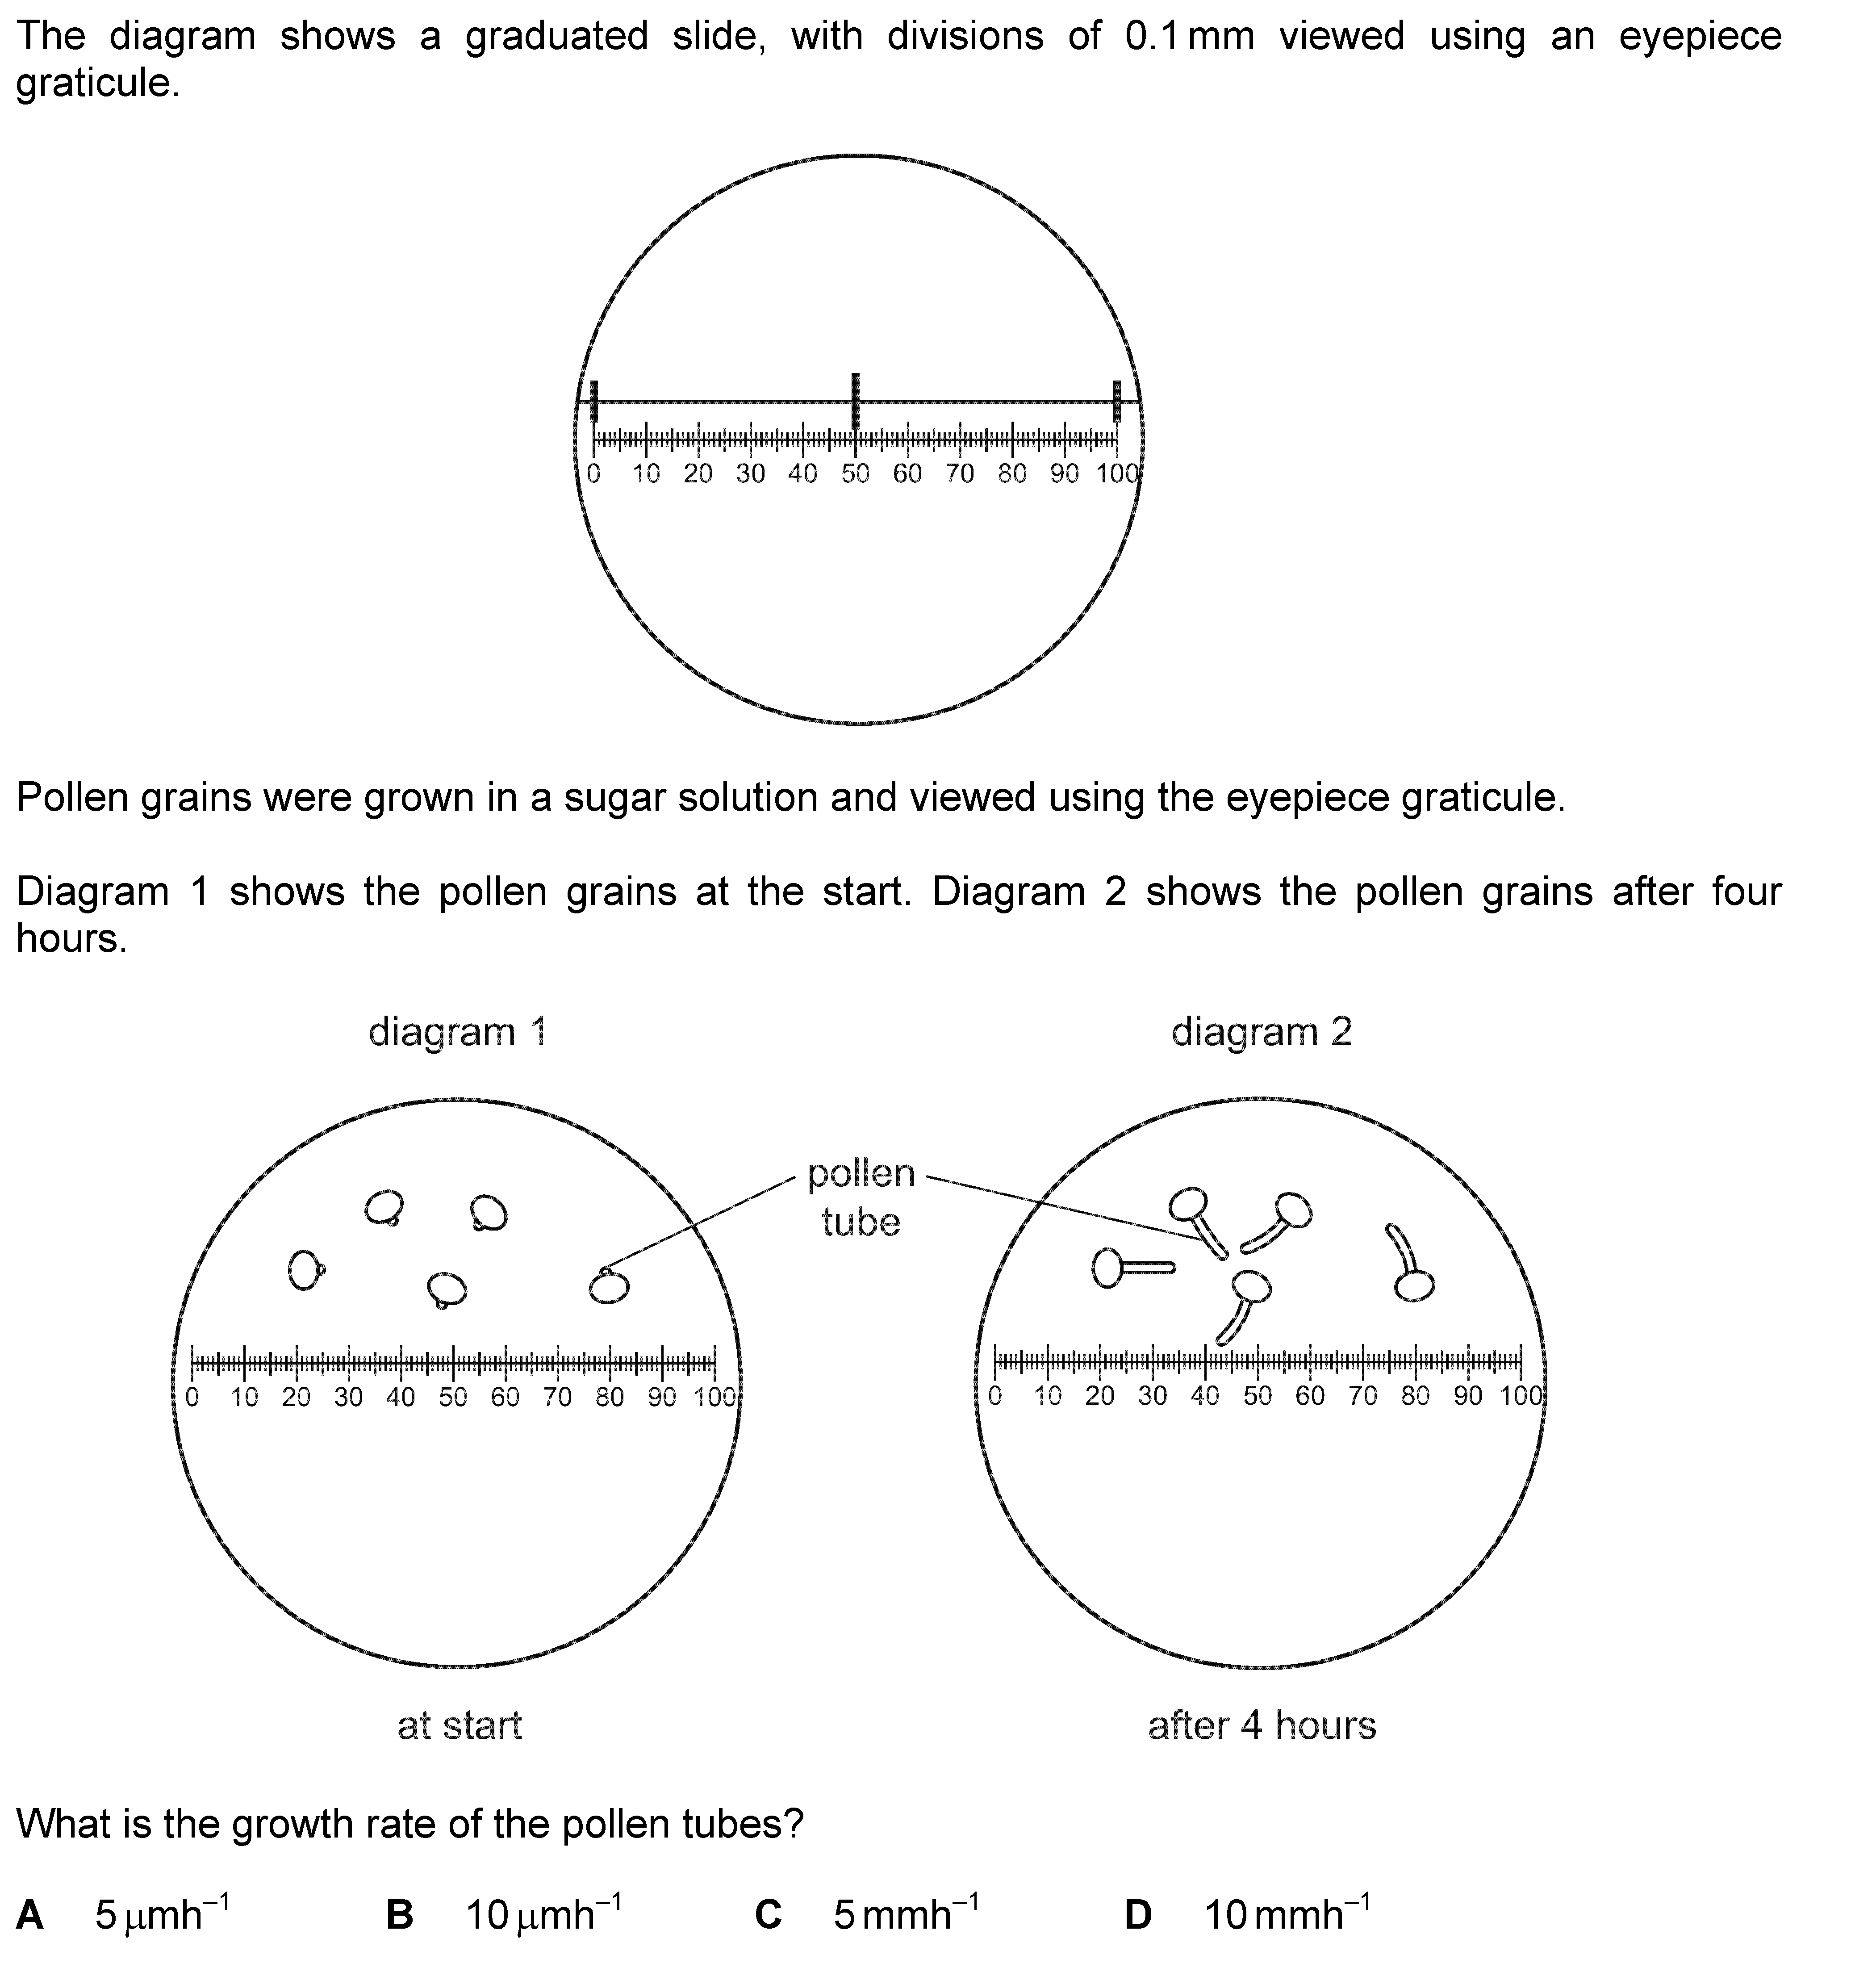 The diagram shows a graduated slide, with divisions of 0.1 mm viewed using an eyepiece
graticule.
0 10 20 30 40 50 60 70 80 90 100
Pollen grains were grown in a sugar solution and viewed using the eyepiece graticule.
Diagram 1 shows the pollen grains at the start. Diagram 2 shows the pollen grains after four
hours.
diagram 1
diagram 2
pollen
tube
0 10 20 30 40 50 60 70 80 90 100
0 10 20 30 40 50 60 70 80 90 100
at start
after 4 hours
What is the growth rate of the pollen tubes?
A 5 µmh⁻¹ B 10 µmh⁻¹ C 5 mmh⁻¹ D 10 mmh⁻¹